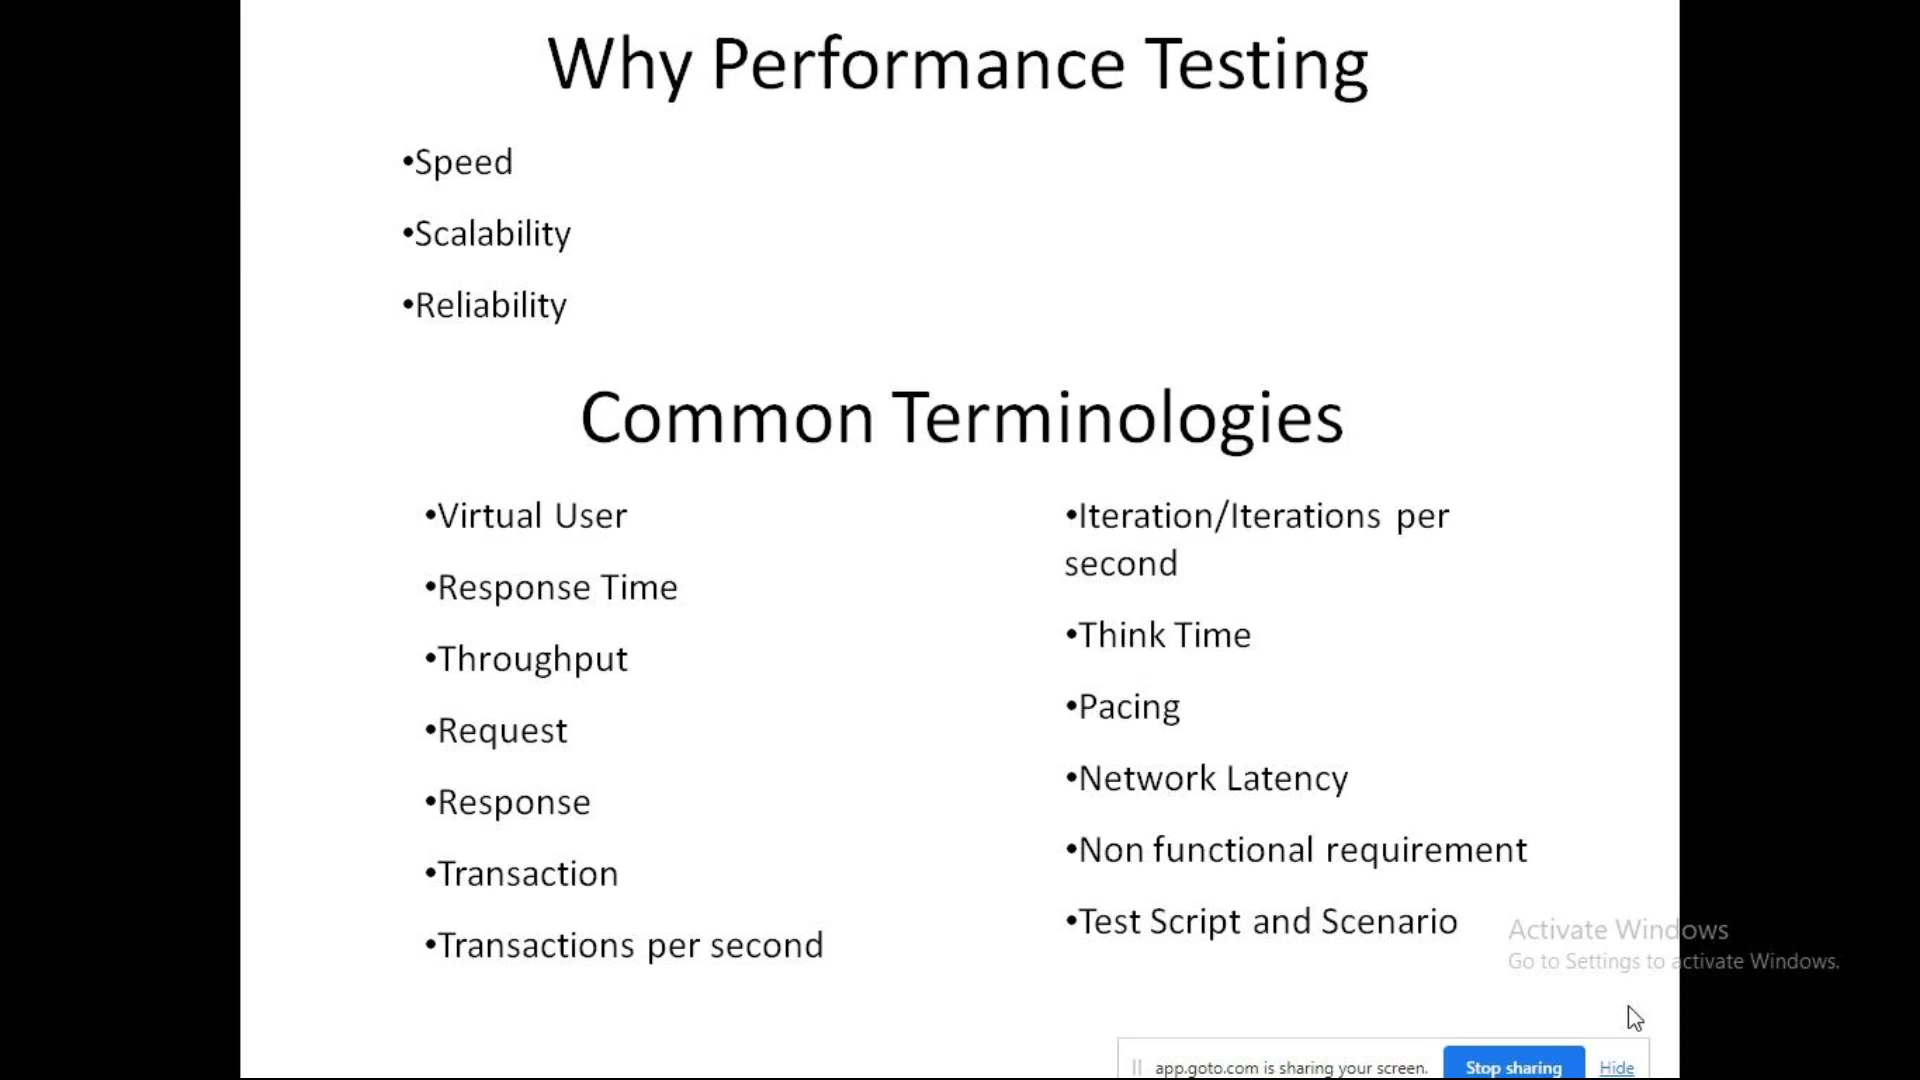 Why Performance Testing
•Speed
•Scalability
•Reliability
Common Terminologies
•Virtual User
•Response Time
•Throughput
•Request
•Response
•Transaction
•Transactions per second
•Iteration/Iterations per
second
•Think Time
•Pacing
•Network Latency
•Non functional requirement
•Test Script and Scenario
Activate Windows
Go to Settings to activate Windows.
app.goto.com is sharing your screen.
Stop sharing
Hide